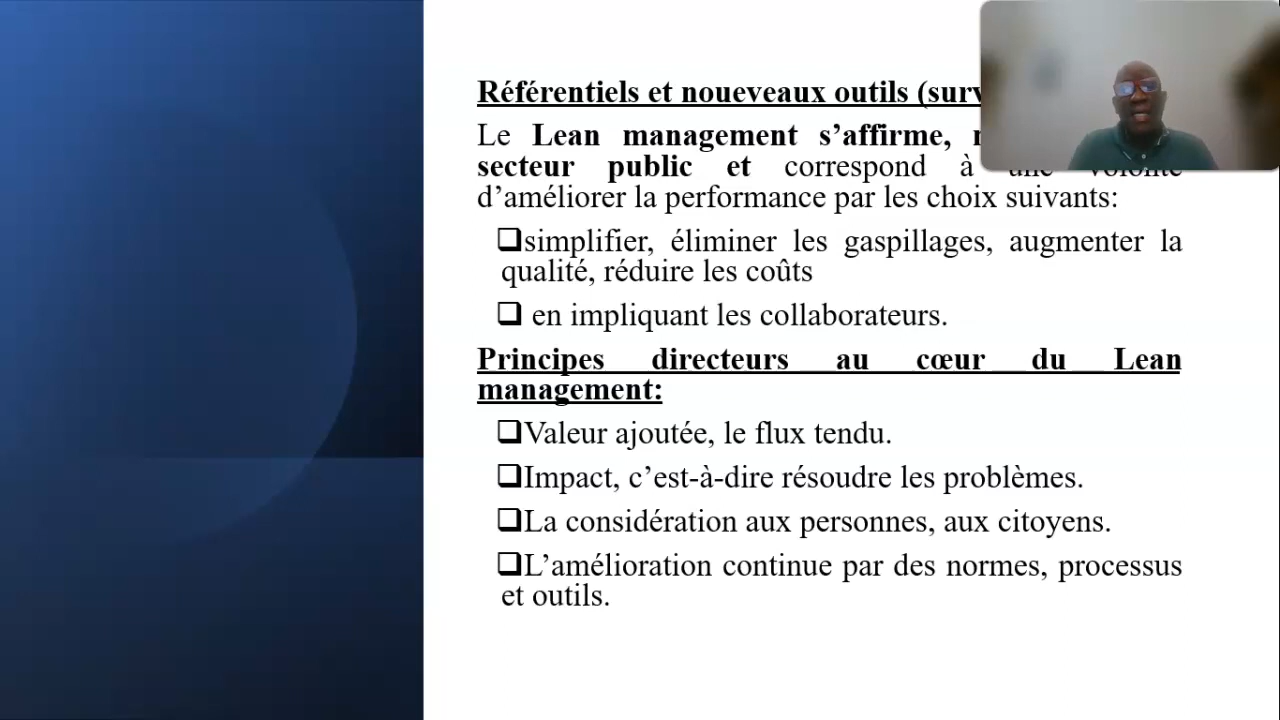 Référentiels et noueveaux outils (surv
Le Lean management s’affirme,
secteur public et correspond à une volonté
d’améliorer la performance par les choix suivants:
❑simplifier, éliminer les gaspillages, augmenter la
qualité, réduire les coûts
❑ en impliquant les collaborateurs.
Principes directeurs au cœur du Lean
management:
❑Valeur ajoutée, le flux tendu.
❑Impact, c’est-à-dire résoudre les problèmes.
❑La considération aux personnes, aux citoyens.
❑L’amélioration continue par des normes, processus
et outils.